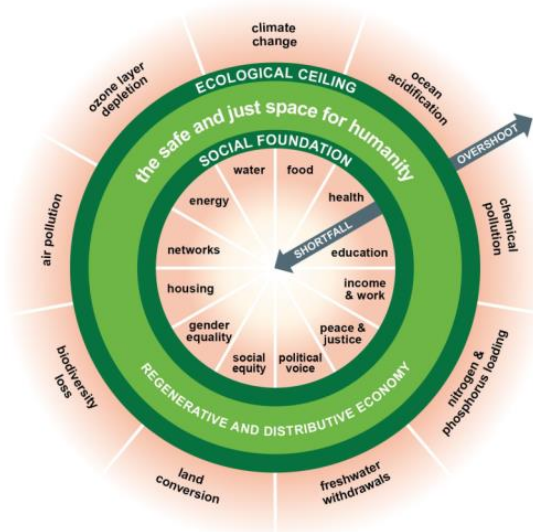 climate
change
ocean
acidification
chemical
pollution
nitrogen &
phosphorus loading
freshwater
withdrawals
land
conversion
biodiversity
loss
air pollution
ozone layer
depletion
ECOLOGICAL CEILING
the safe and just space for humanity
SOCIAL FOUNDATION
OVERSHOOT
SHORTFALL
water
food
health
education
income
& work
peace &
justice
political
voice
social
equity
gender
equality
housing
networks
energy
REGENERATIVE AND DISTRIBUTIVE ECONOMY